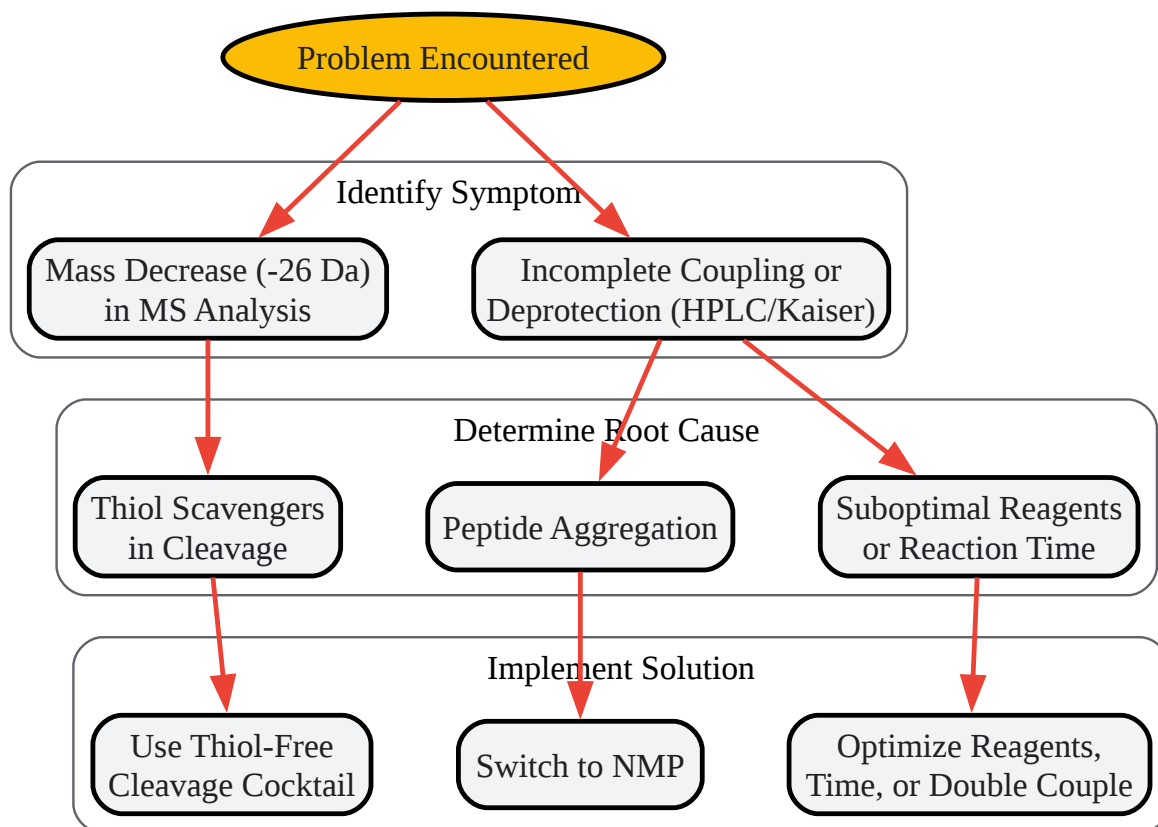 Problem Encountered
Identify Symptom
Mass Decrease (-26 Da)
in MS Analysis
Incomplete Coupling or
Deprotection (HPLC/Kaiser)
Determine Root Cause
Thiol Scavengers
in Cleavage
Peptide Aggregation
Suboptimal Reagents
or Reaction Time
Implement Solution
Use Thiol-Free
Cleavage Cocktail
Switch to NMP
Optimize Reagents,
Time, or Double Couple